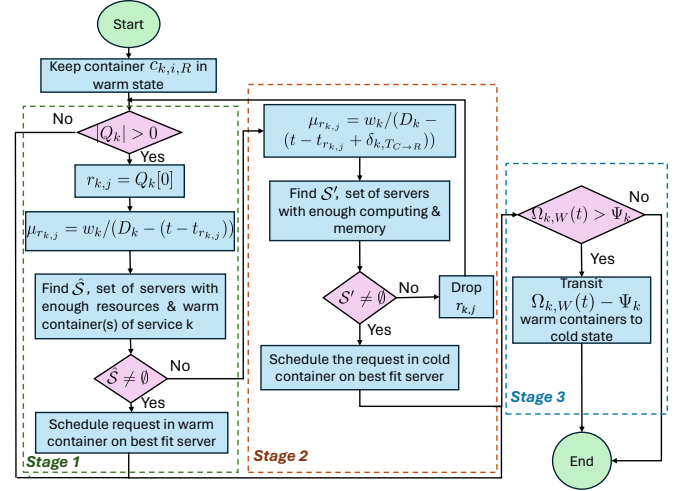 Start
Keep container $c_{k,i,R}$ in
warm state
No
$|Q_k| > 0$
Yes
$r_{k,j} = Q_k[0]$
$\mu_{r_{k,j}} = w_k/(D_k - (t - t_{r_{k,j}}))$
Find $\hat{\mathcal{S}}$, set of servers with
enough resources & warm
container(s) of service k
$\hat{\mathcal{S}} \neq \emptyset$
No
Yes
Schedule request in warm
container on best fit server
Stage 1
$\mu_{r_{k,j}} = w_k/(D_k -$
$(t - t_{r_{k,j}} + \delta_{k,T_{C \rightarrow R}}))$
Find $\mathcal{S}'$, set of servers
with enough computing &
memory
$\mathcal{S}' \neq \emptyset$
No
Drop
$r_{k,j}$
Yes
Schedule the request in cold
container on best fit server
Stage 2
$\Omega_{k,W}(t) > \Psi_k$
No
Yes
Transit
$\Omega_{k,W}(t) - \Psi_k$
warm containers to
cold state
Stage 3
End